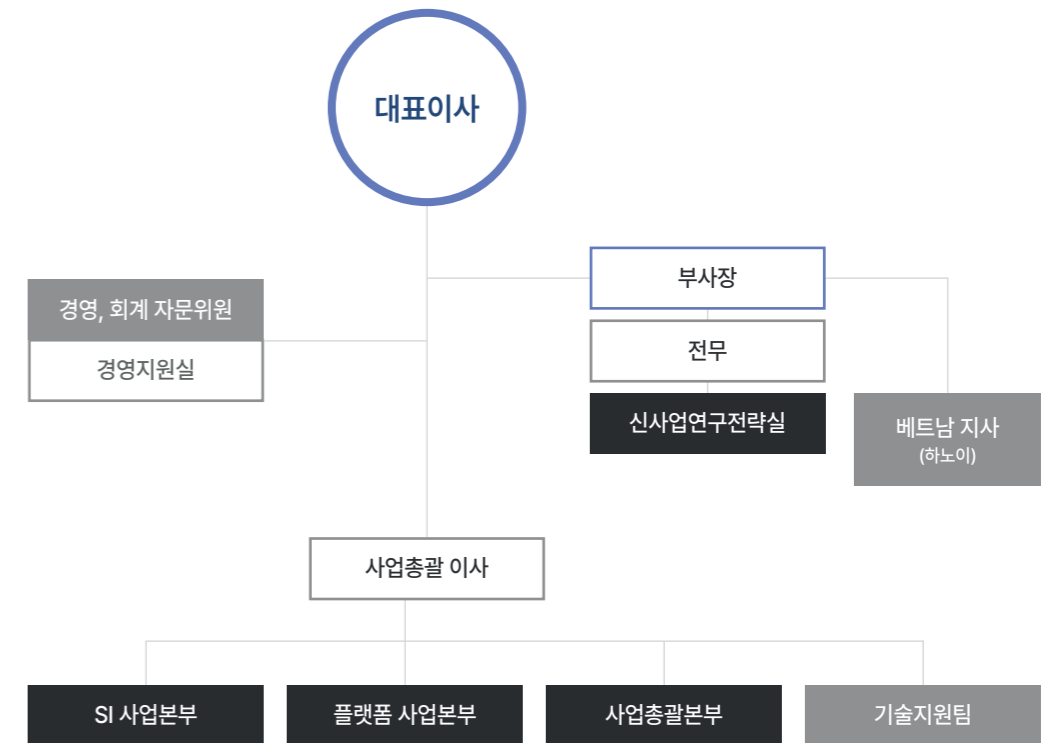 대표이사
부사장
경영, 회계 자문위원
전무
경영지원실
신사업연구전략실
베트남 지사
(하노이)
사업총괄 이사
SI 사업본부
플랫폼 사업본부
사업총괄본부
기술지원팀